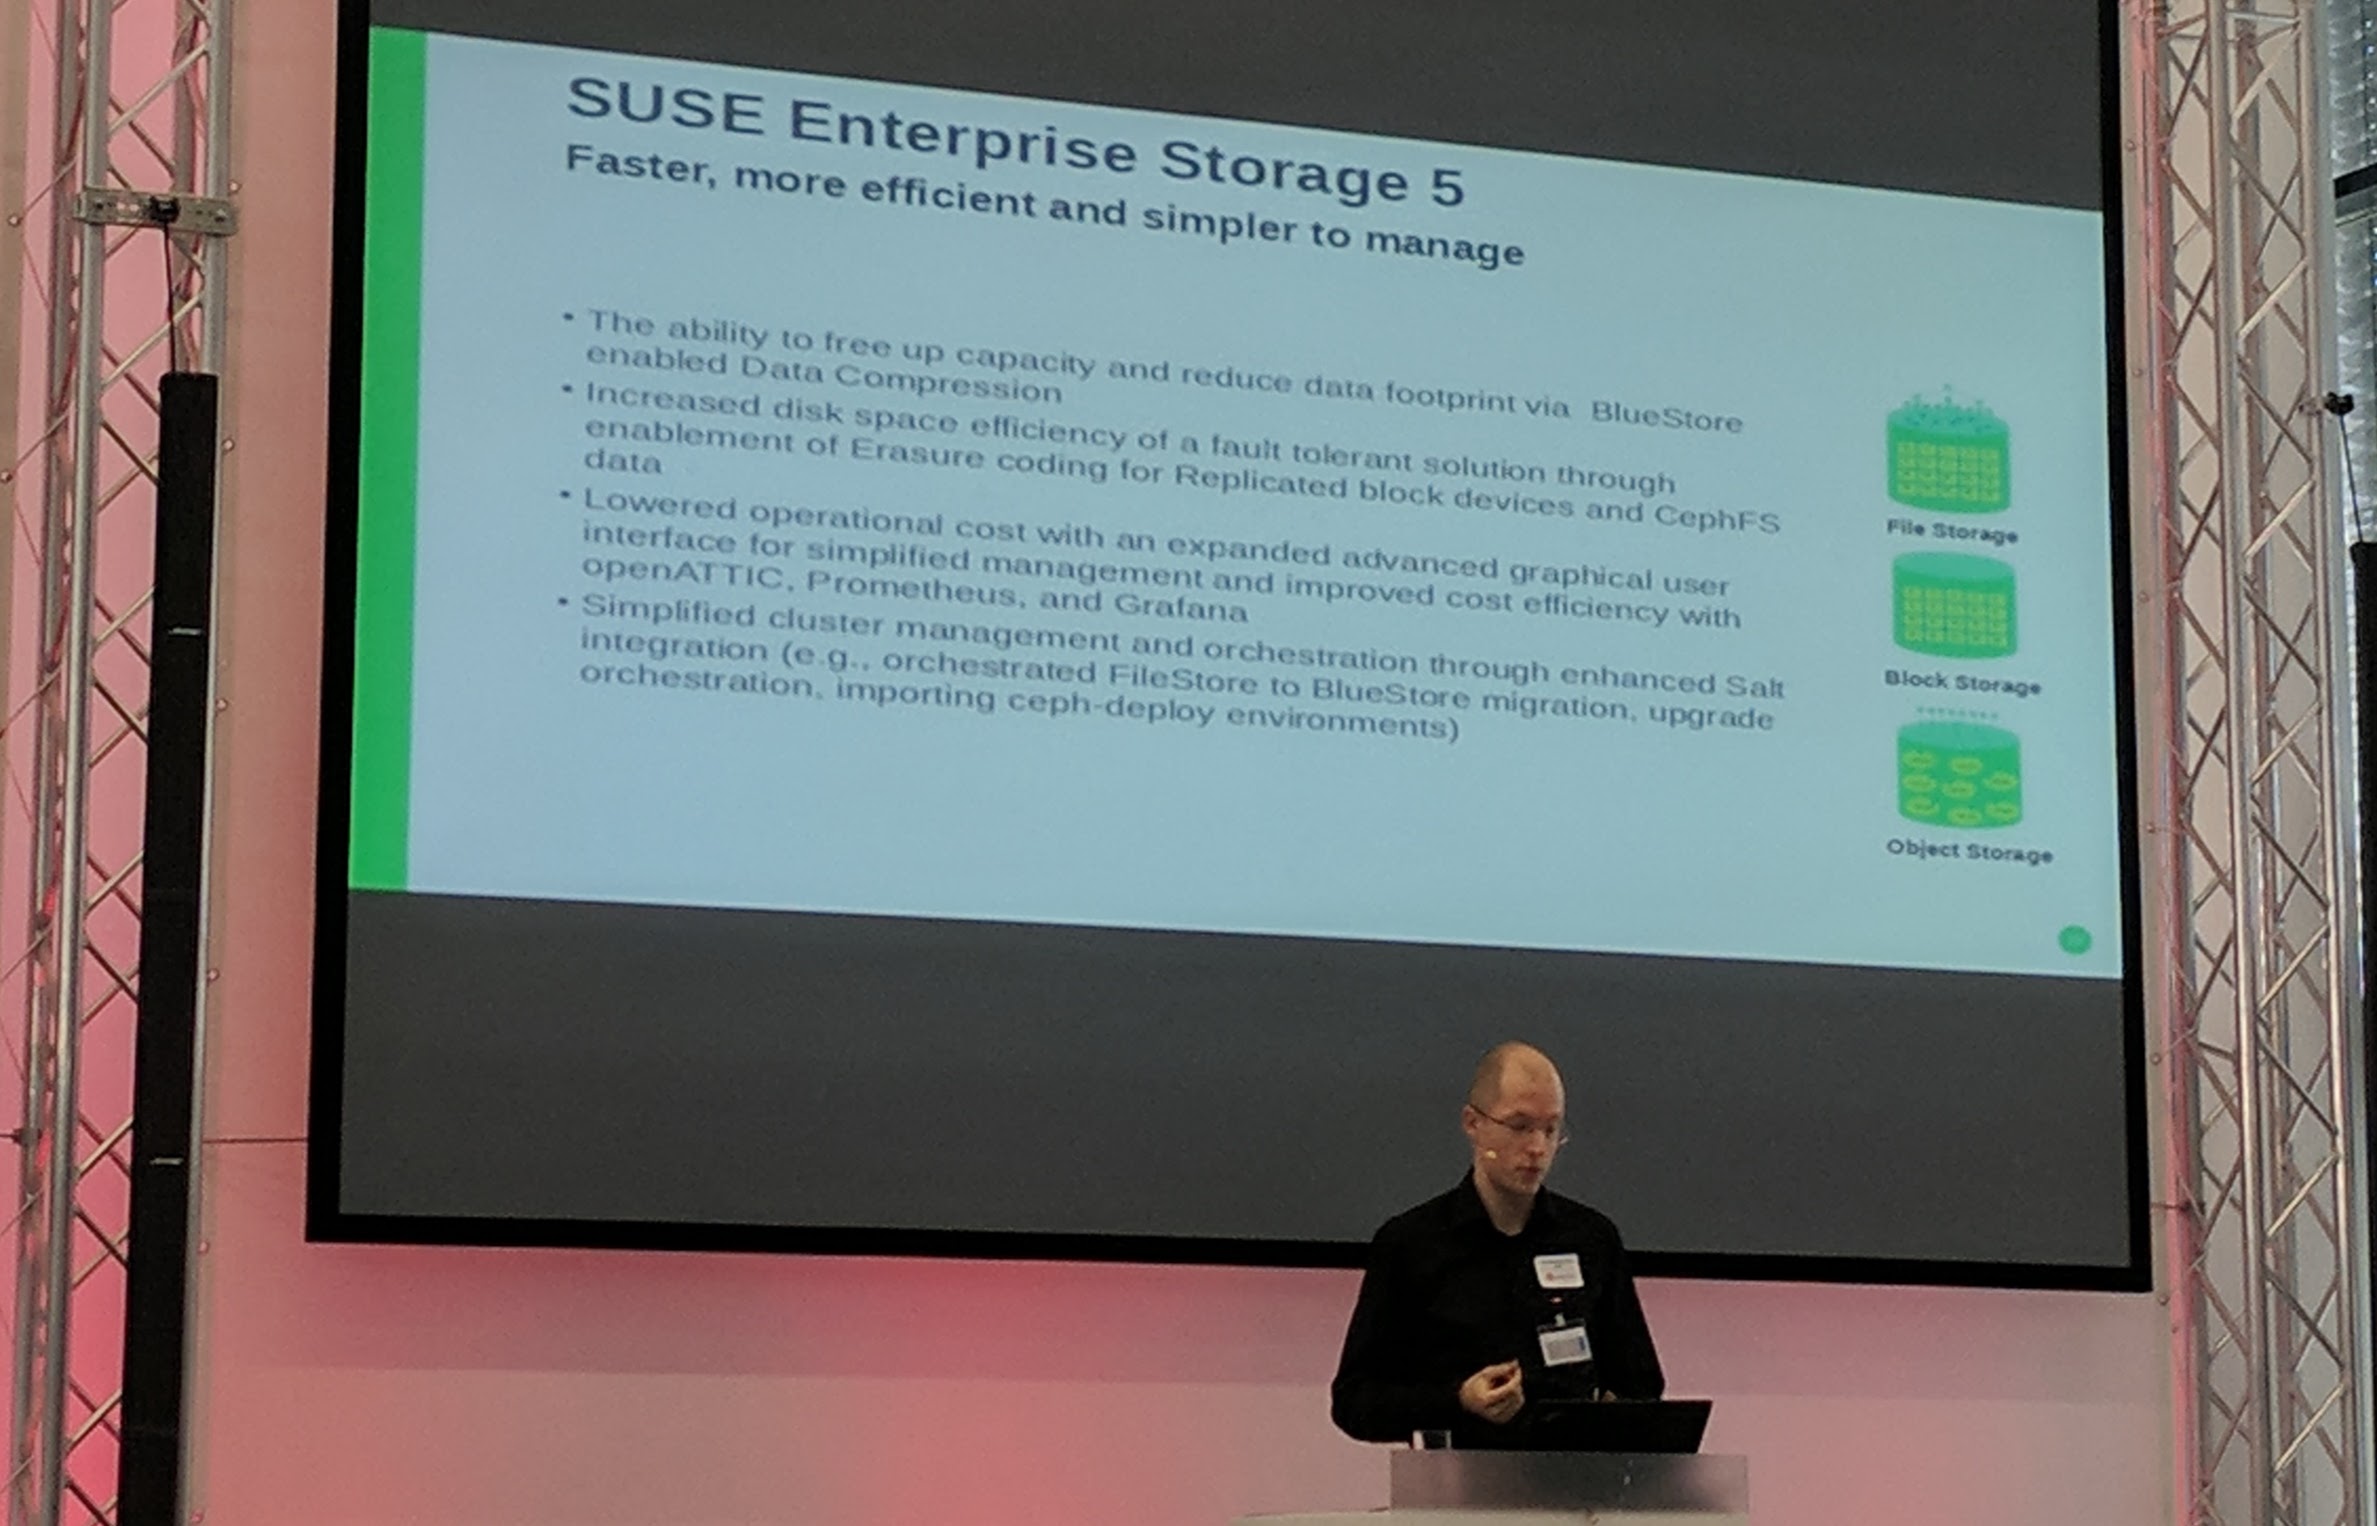 SUSE Enterprise Storage 5
Faster, more efficient and simpler to manage
• The ability to free up capacity and reduce data footprint via BlueStore
enabled Data Compression
• Increased disk space efficiency of a fault tolerant solution through
enablement of Erasure coding for Replicated block devices and CephFS
data
• Lowered operational cost with an expanded advanced graphical user
interface for simplified management and improved cost efficiency with
openATTIC, Prometheus, and Grafana
• Simplified cluster management and orchestration through enhanced Salt
integration (e.g., orchestrated FileStore to BlueStore migration, upgrade
orchestration, importing ceph-deploy environments)
File Storage
Block Storage
Object Storage